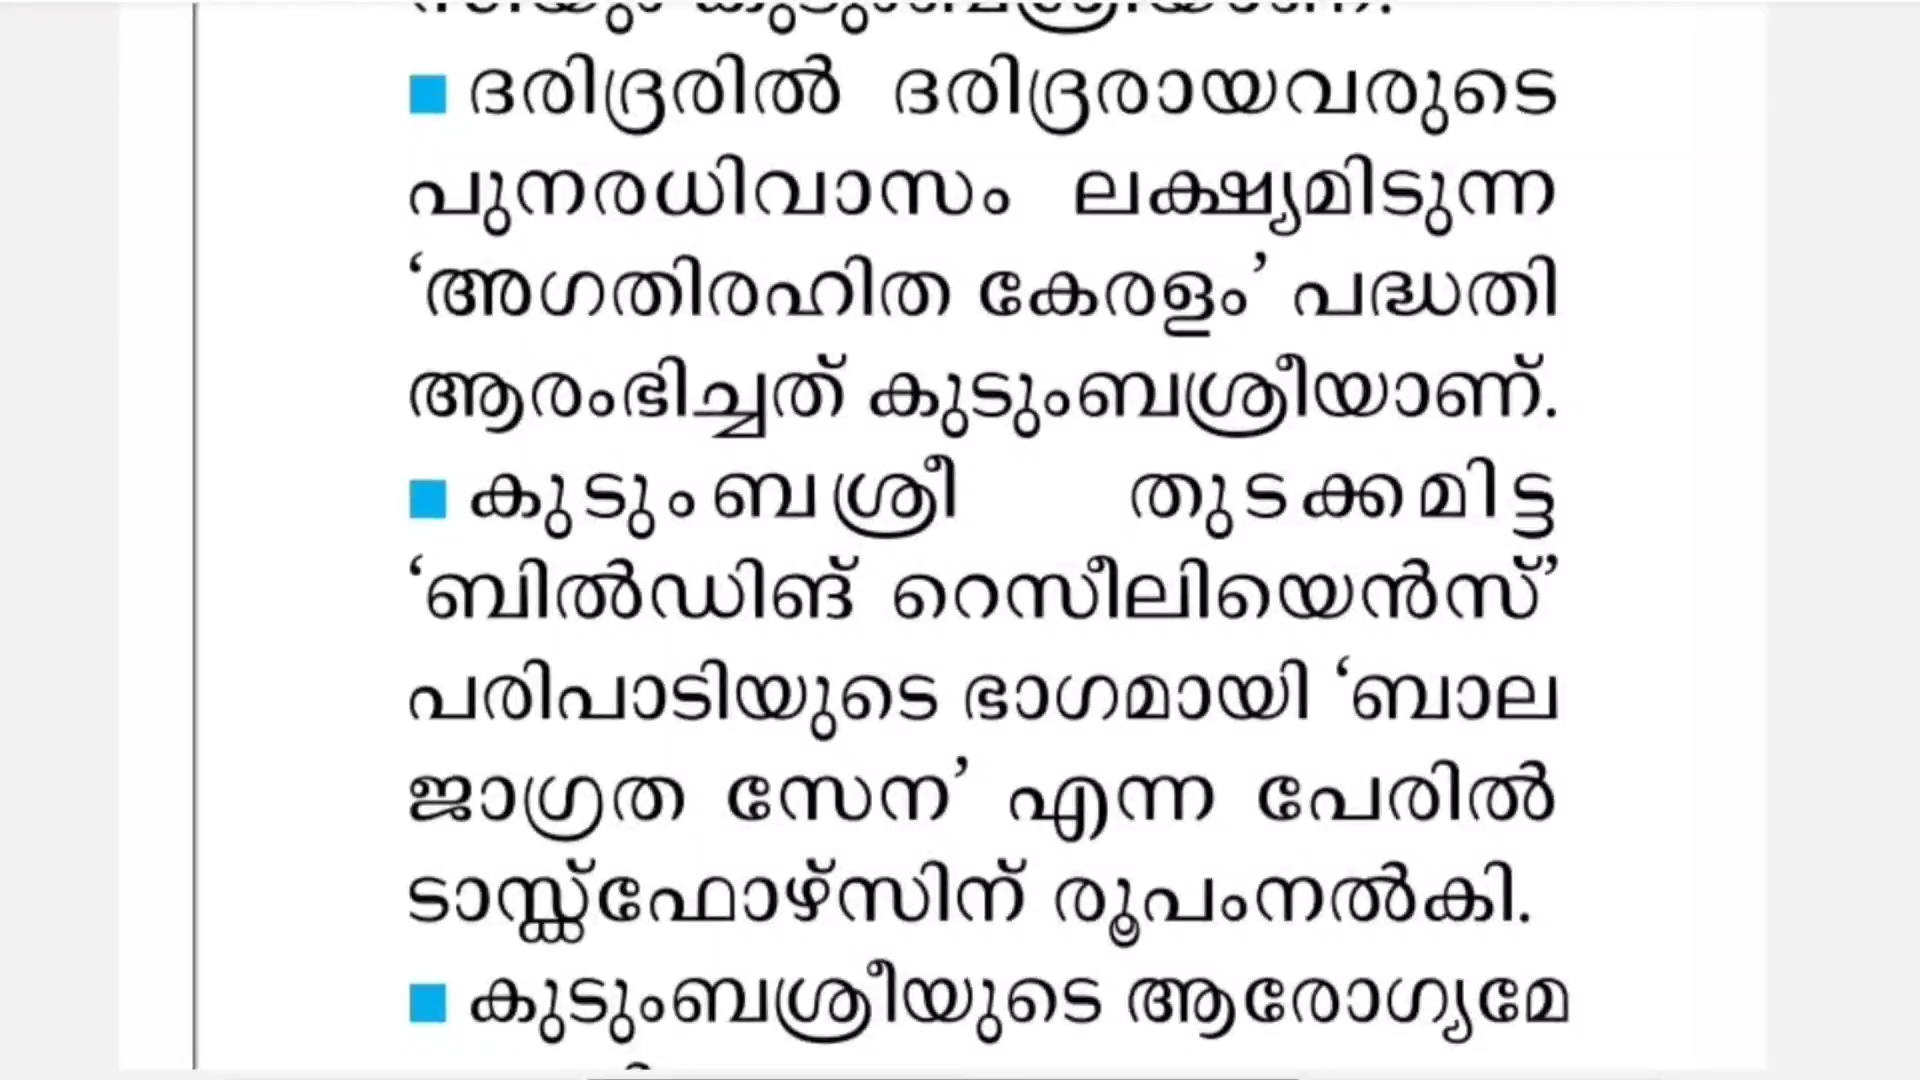 ■ ദരിദ്രരിൽ ദരിദ്രരായവരുടെ
പുനരധിവാസം ലക്ഷ്യമിടുന്ന
‘അഗതിരഹിത കേരളം’ പദ്ധതി
ആരംഭിച്ചത് കുടുംബശ്രീയാണ്.
■ കുടുംബശ്രീ തുടക്കമിട്ട
‘ബിൽഡിങ് റെസീലിയെൻസ്’
പരിപാടിയുടെ ഭാഗമായി ‘ബാല
ജാഗ്രത സേന’ എന്ന പേരിൽ
ടാസ്ക്ഫോഴ്സിന് രൂപംനൽകി.
■ കുടുംബശ്രീയുടെ ആരോഗ്യമേ